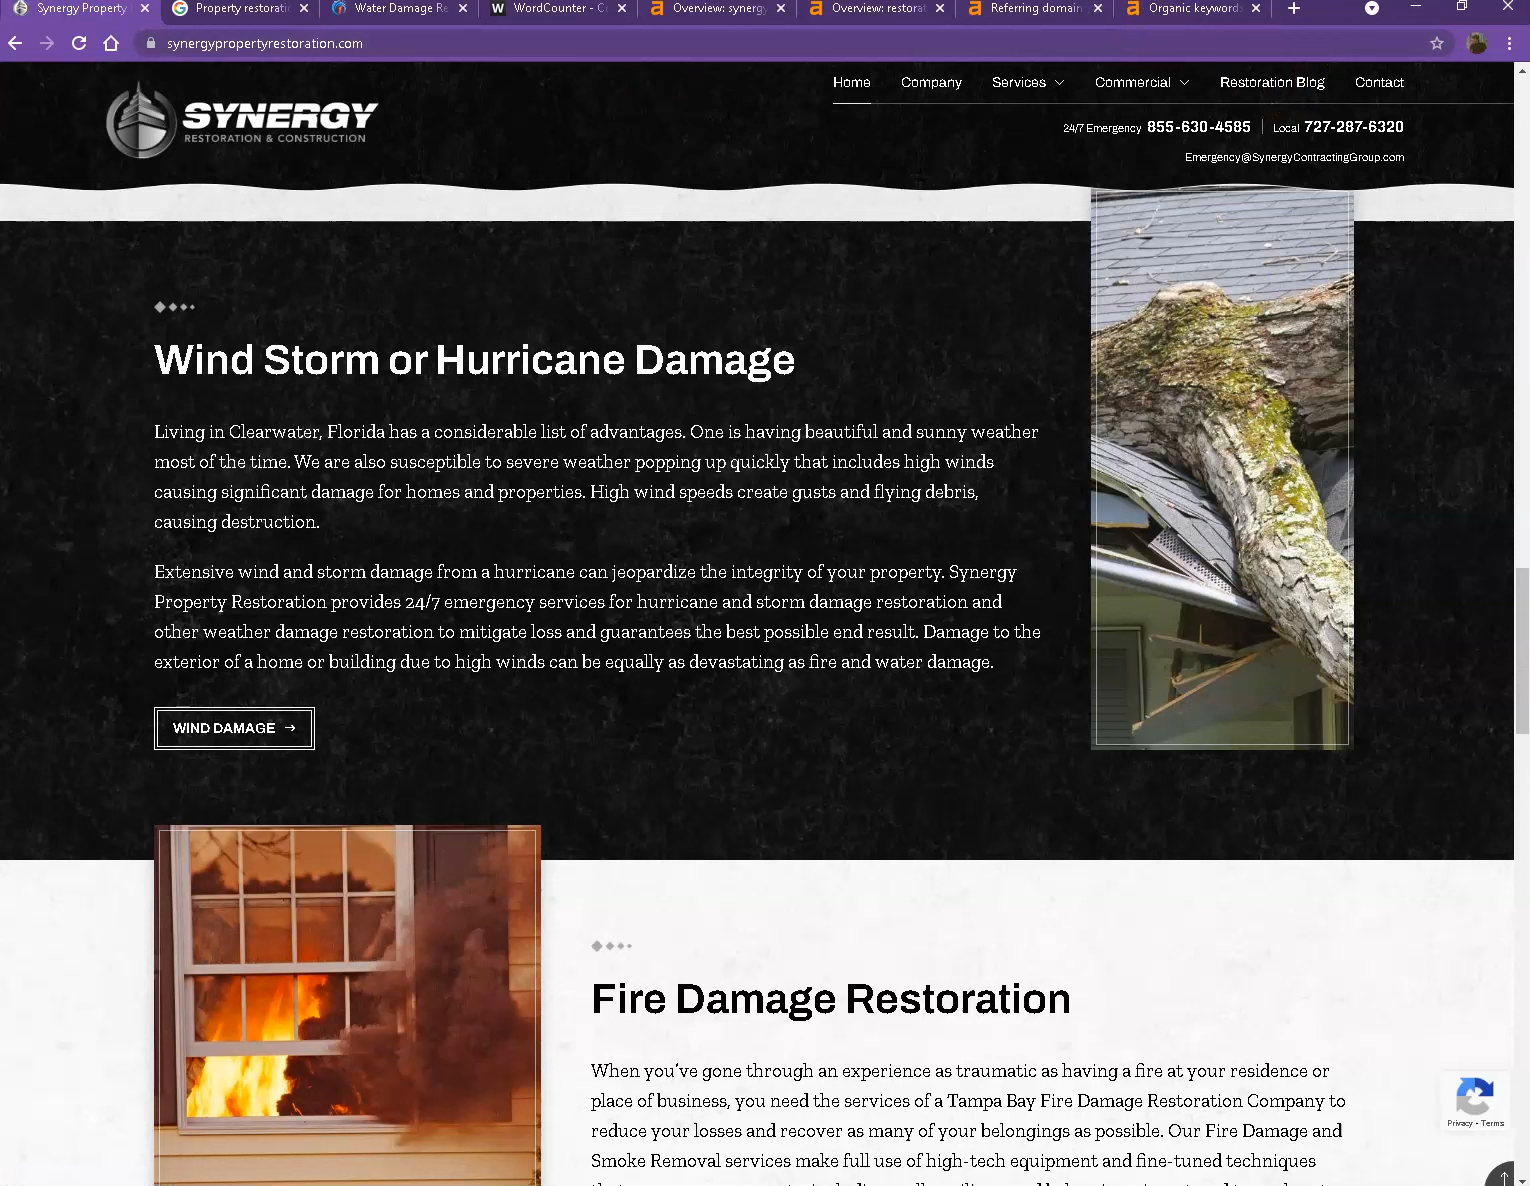 Synergy Property
Property restorati
Water Damage Re
WordCounter - C
Overview: synergy
Overview: restorat
Referring domain
Organic keywords
synergypropertyrestoration.com
SYNERGY
RESTORATION & CONSTRUCTION
Home
Company
Services
Commercial
Restoration Blog
Contact
24/7 Emergency 855-630-4585
Local 727-287-6320
Emergency@SynergyContractingGroup.com
Wind Storm or Hurricane Damage
Living in Clearwater, Florida has a considerable list of advantages. One is having beautiful and sunny weather
most of the time. We are also susceptible to severe weather popping up quickly that includes high winds
causing significant damage for homes and properties. High wind speeds create gusts and flying debris,
causing destruction.
Extensive wind and storm damage from a hurricane can jeopardize the integrity of your property. Synergy
Property Restoration provides 24/7 emergency services for hurricane and storm damage restoration and
other weather damage restoration to mitigate loss and guarantees the best possible end result. Damage to the
exterior of a home or building due to high winds can be equally as devastating as fire and water damage.
WIND DAMAGE →
Fire Damage Restoration
When you've gone through an experience as traumatic as having a fire at your residence or
place of business, you need the services of a Tampa Bay Fire Damage Restoration Company to
reduce your losses and recover as many of your belongings as possible. Our Fire Damage and
Smoke Removal services make full use of high-tech equipment and fine-tuned techniques
Privacy - Terms